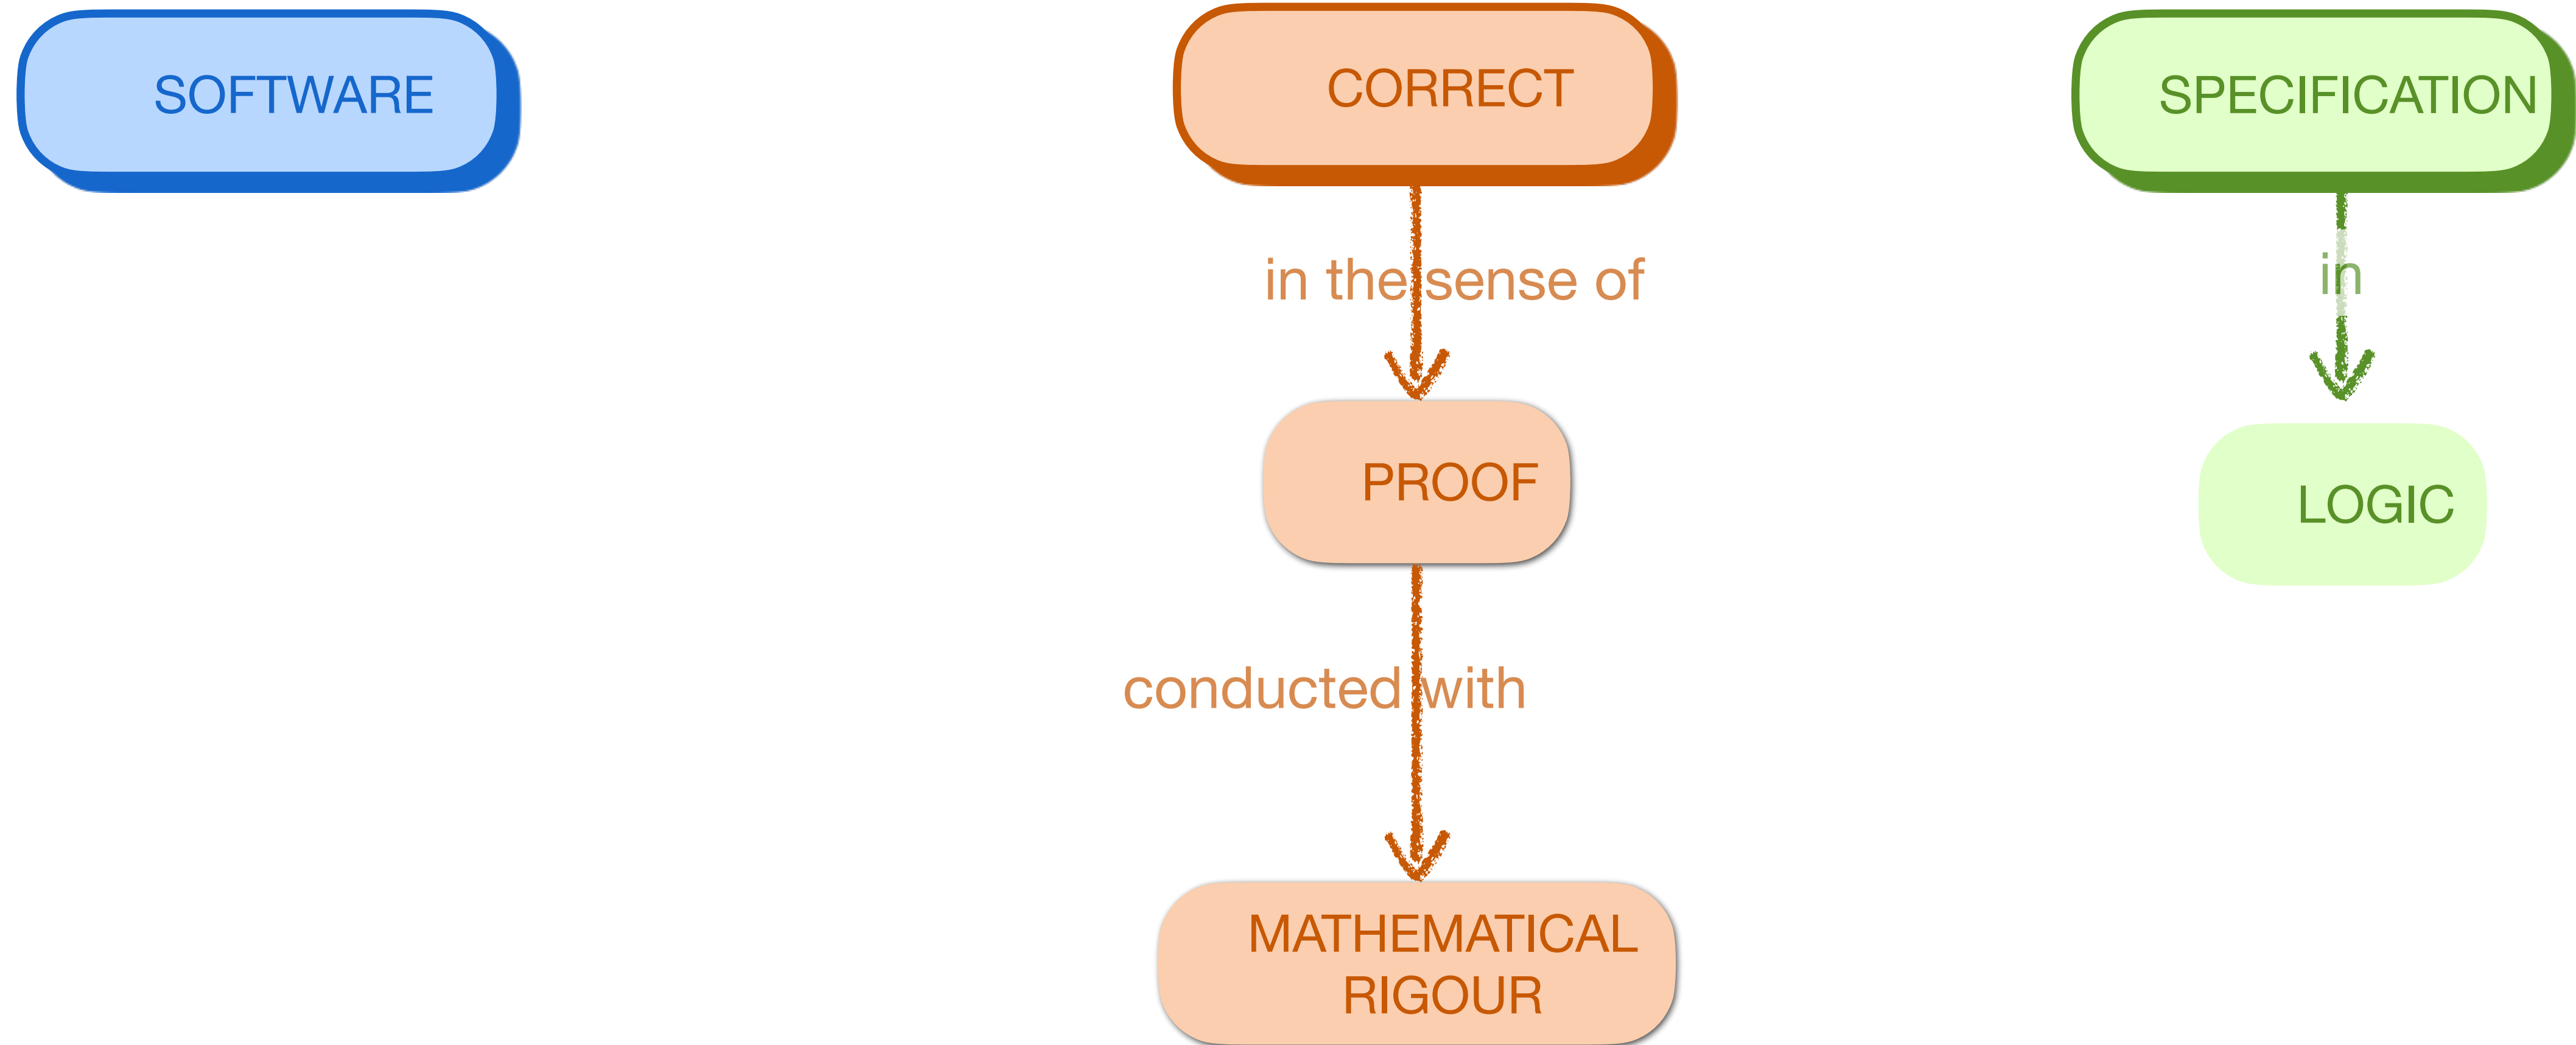 SOFTWARE
CORRECT
SPECIFICATION
in the sense of
in
PROOF
LOGIC
conducted with
MATHEMATICAL
RIGOUR